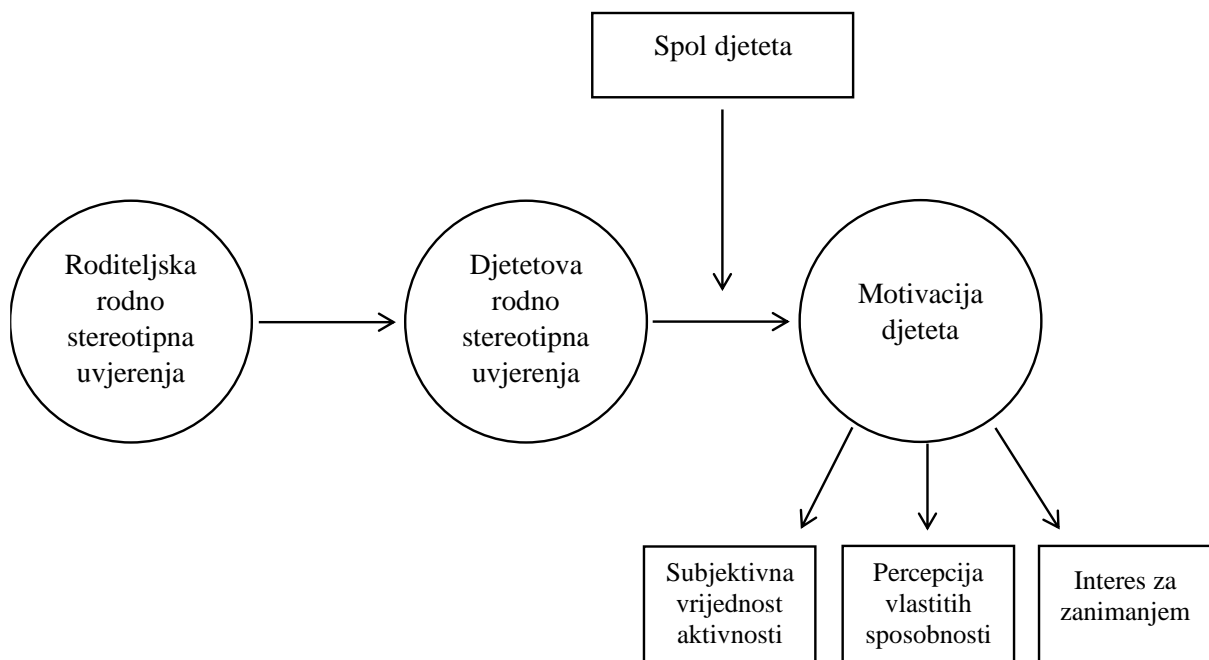 Spol djeteta
Roditeljska
rodno
stereotipna
uvjerenja
Djetetova
rodno
stereotipna
uvjerenja
Motivacija
djeteta
Subjektivna
vrijednost
aktivnosti
Percepcija
vlastitih
sposobnosti
Interes za
zanimanjem